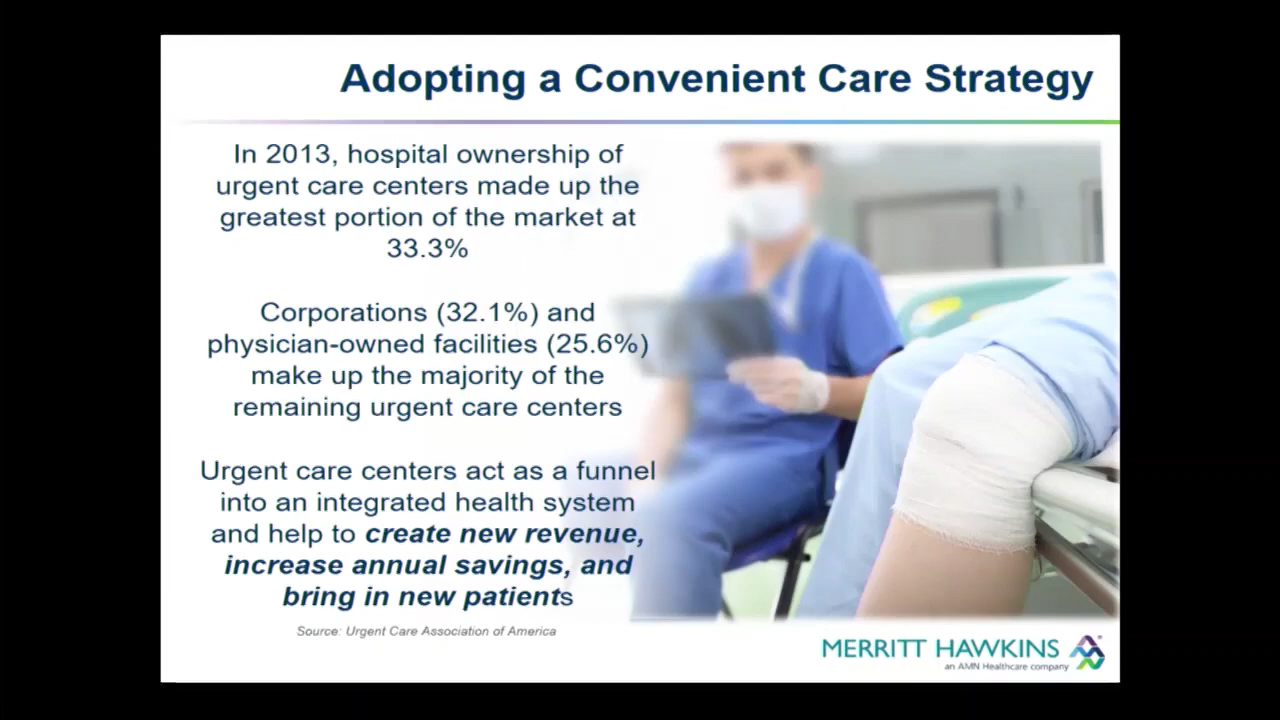 Adopting a Convenient Care Strategy
In 2013, hospital ownership of
urgent care centers made up the
greatest portion of the market at
33.3%
Corporations (32.1%) and
physician-owned facilities (25.6%)
make up the majority of the
remaining urgent care centers
Urgent care centers act as a funnel
into an integrated health system
and help to create new revenue,
increase annual savings, and
bring in new patients
Source: Urgent Care Association of America
MERRITT HAWKINS
an AMN Healthcare company